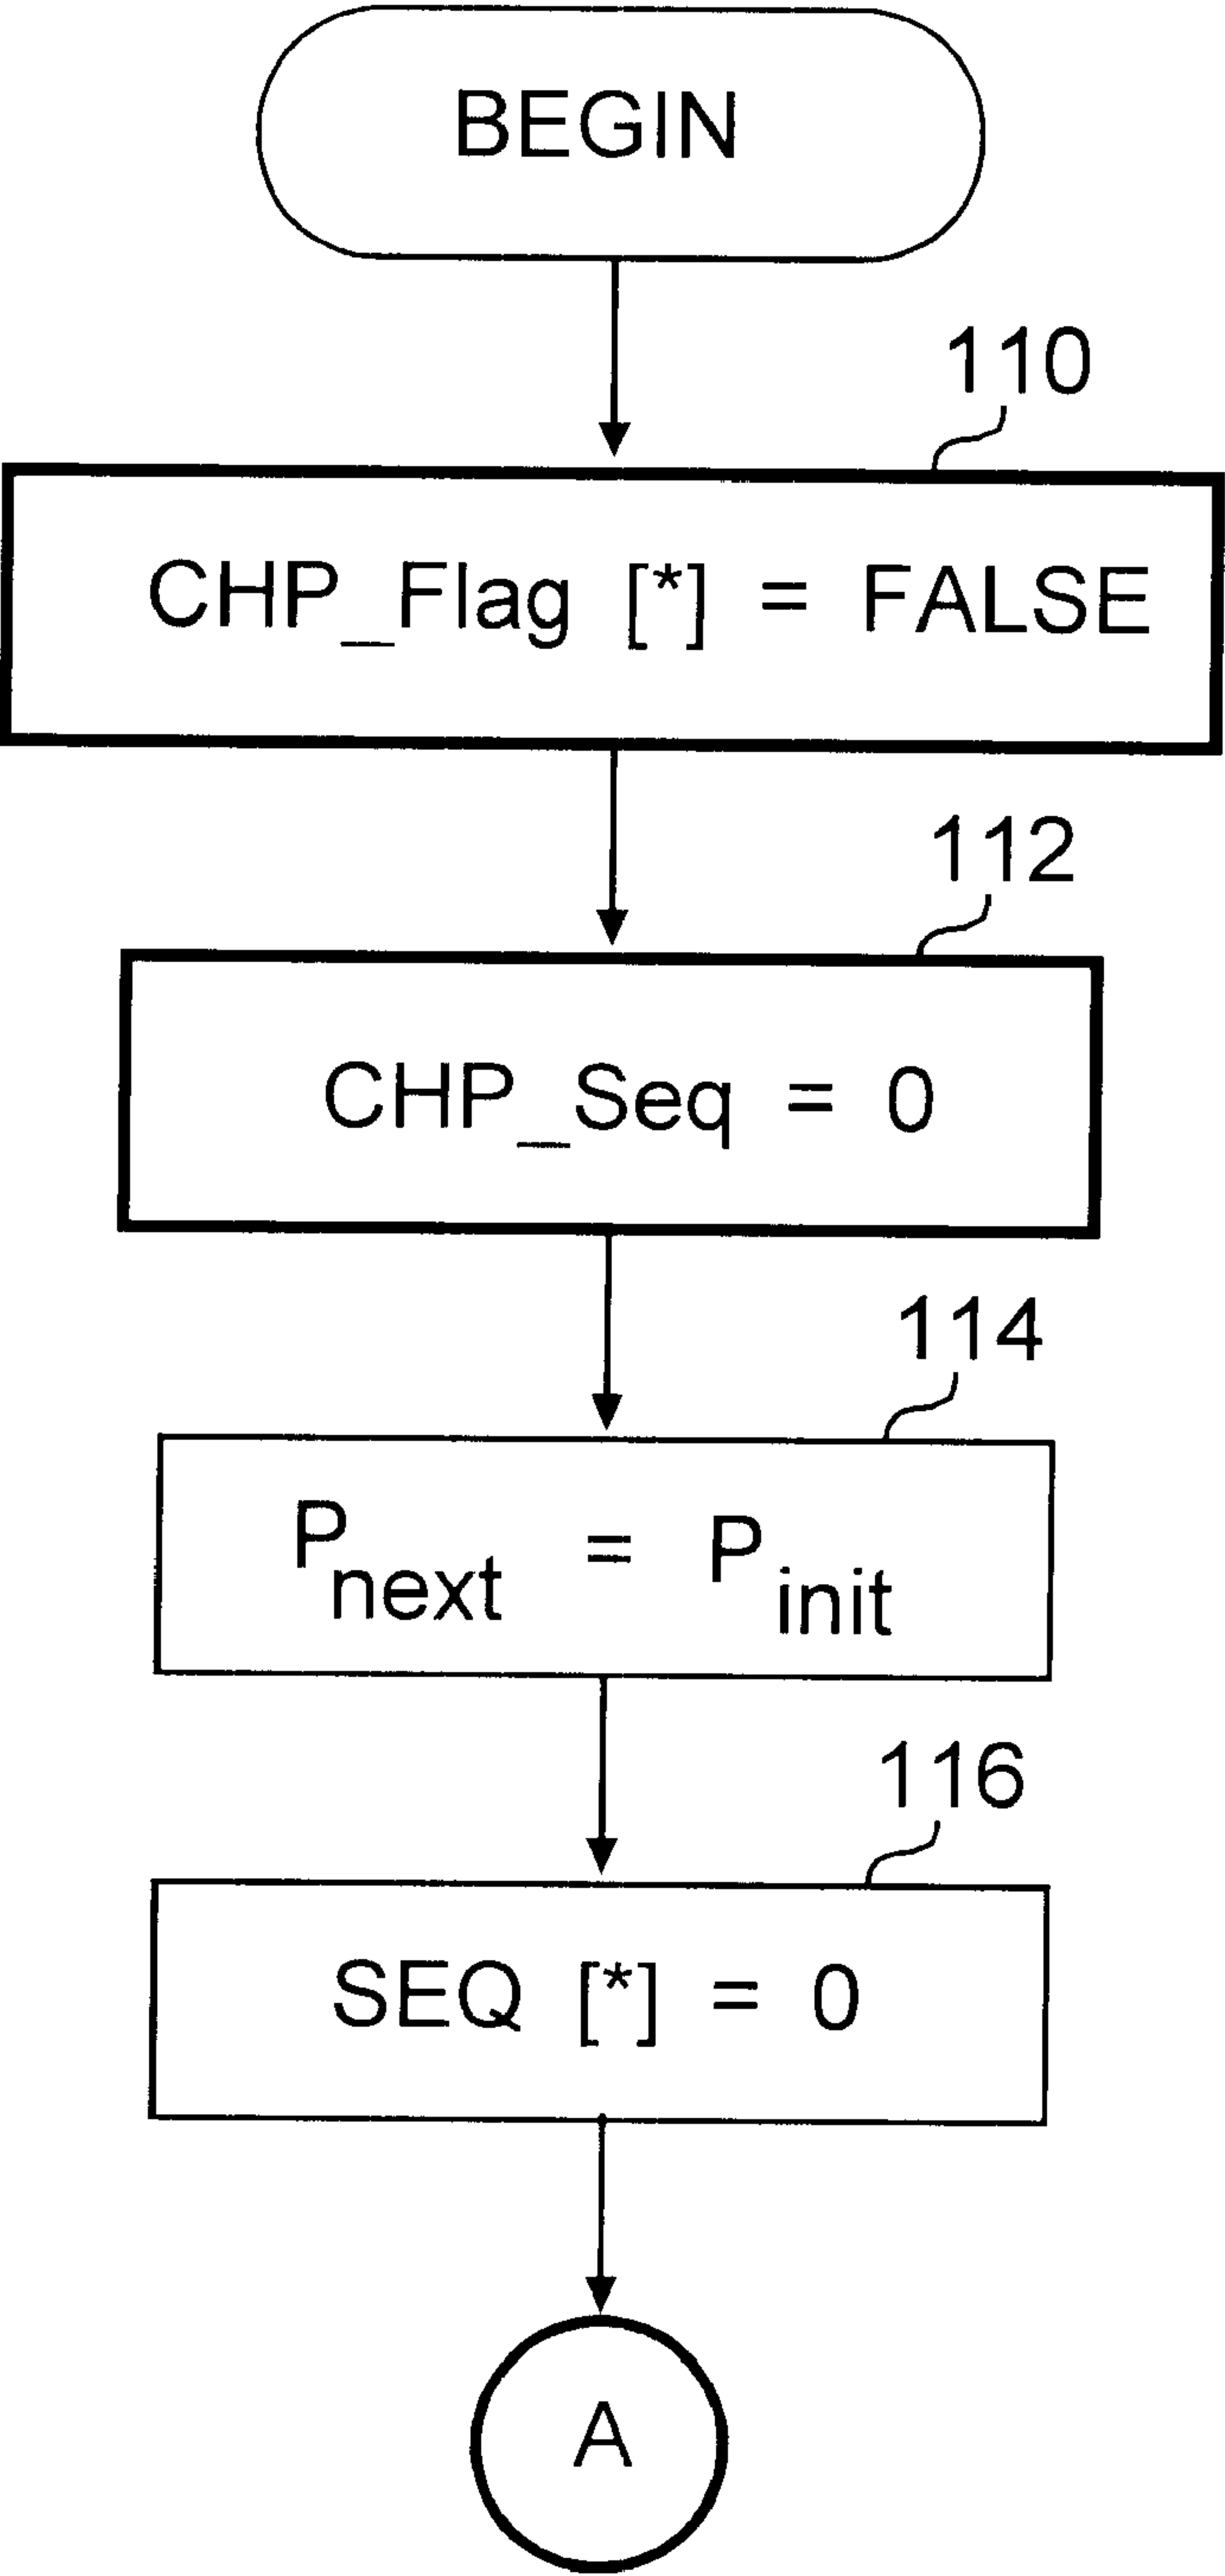 BEGIN
110
CHP_Flag [*] = FALSE
112
CHP_Seq = 0
114
Pnext = Pinit
116
SEQ [*] = 0
A